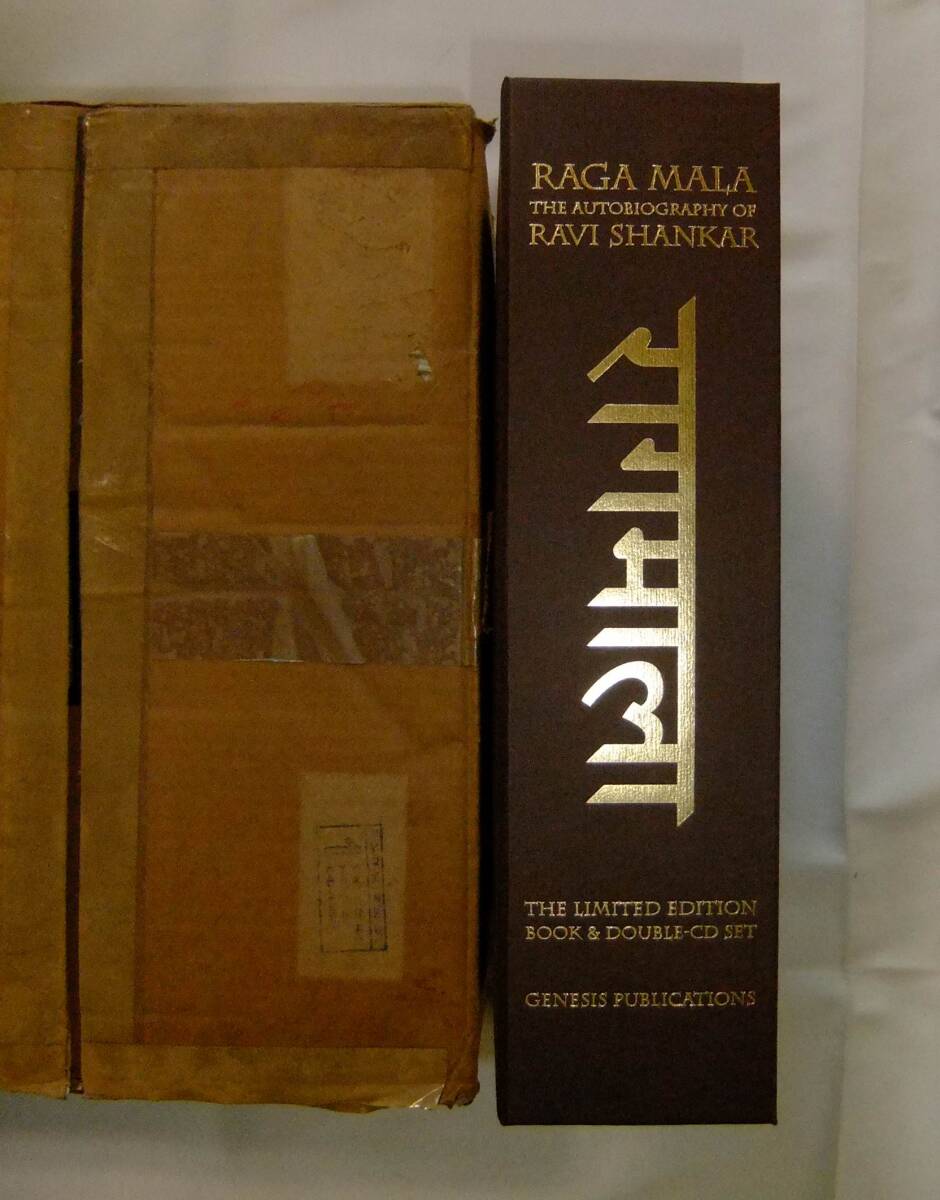 RAGA MALA
THE AUTOBIOGRAPHY OF
RAVI SHANKAR
रागमाला
THE LIMITED EDITION
BOOK & DOUBLE-CD SET
GENESIS PUBLICATIONS